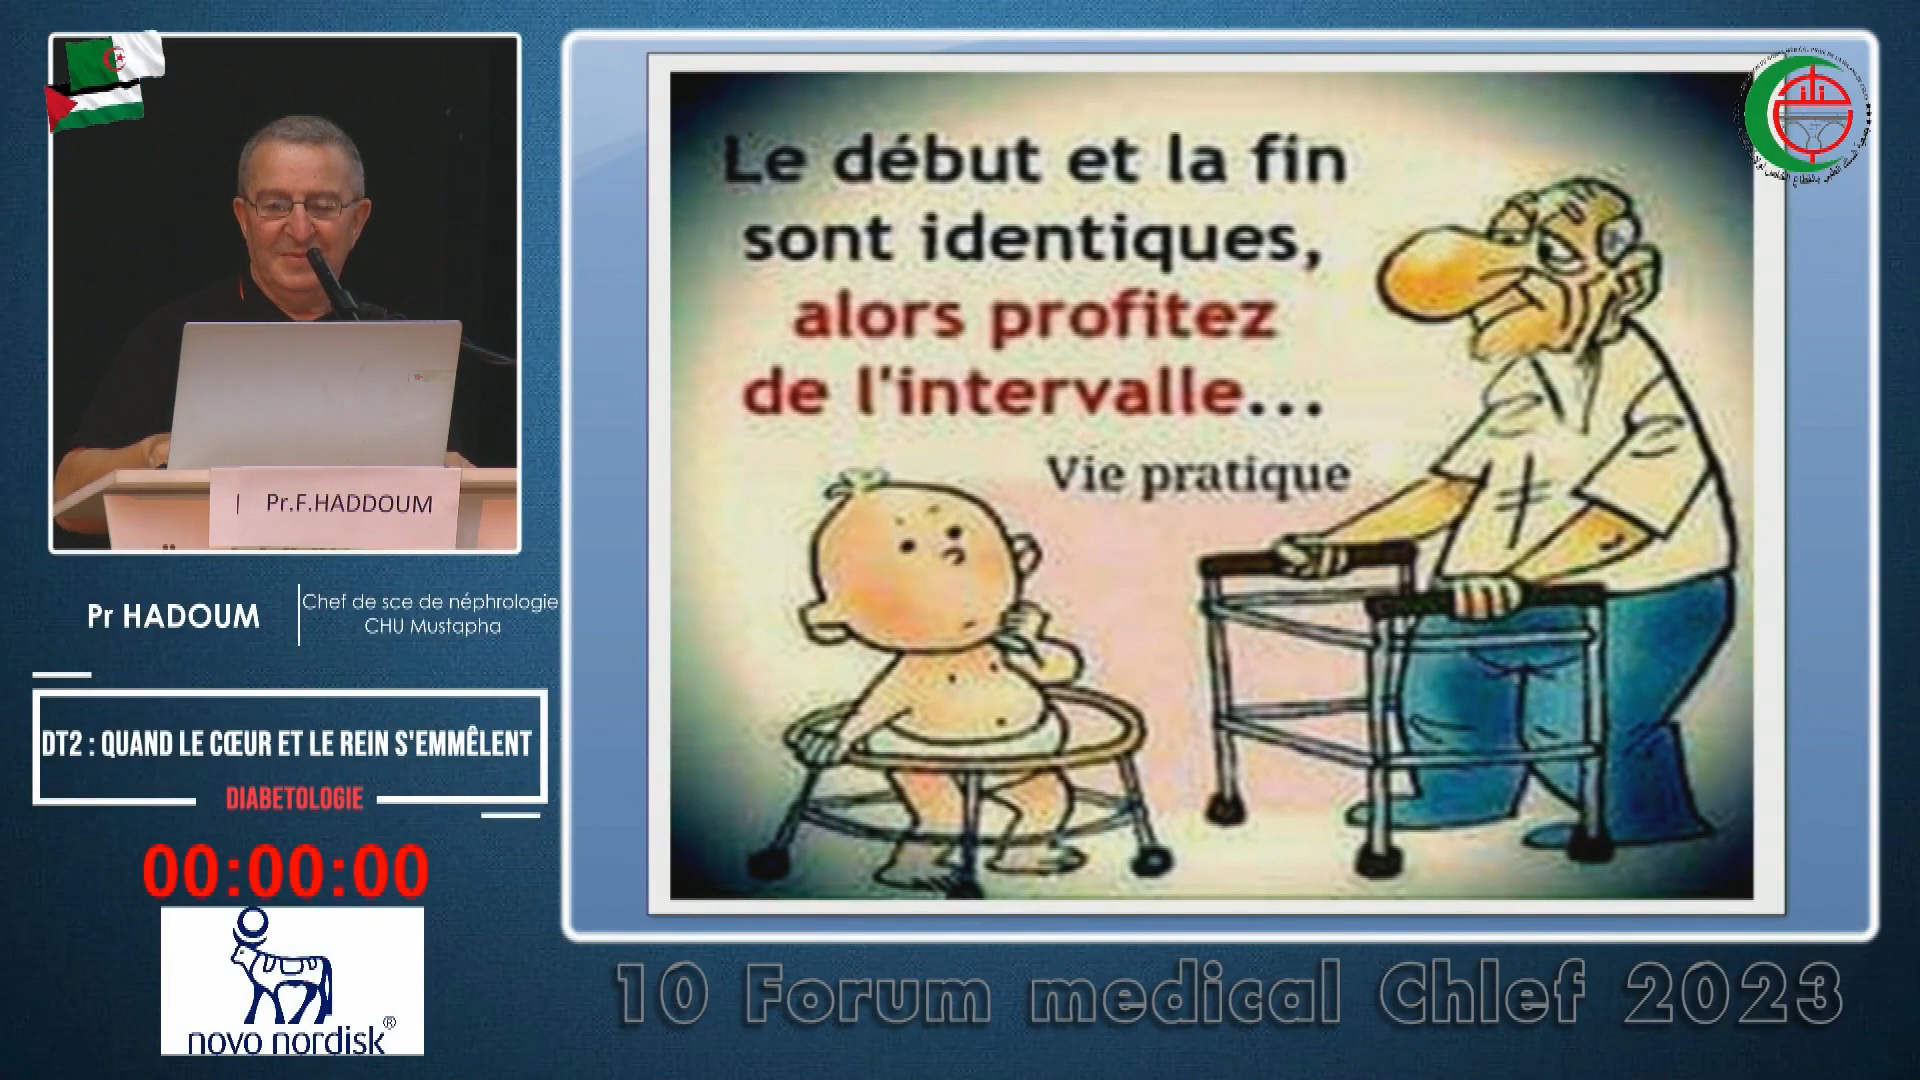 Pr.F.HADDOUM
Pr HADOUM
Chef de sce de néphrologie
CHU Mustapha
DT2 : QUAND LE CŒUR ET LE REIN S'EMMÊLENT
DIABETOLOGIE
00:00:00
novo nordisk®
Le début et la fin
sont identiques,
alors profitez
de l'intervalle...
Vie pratique
10 Forum medical Chlef 2023